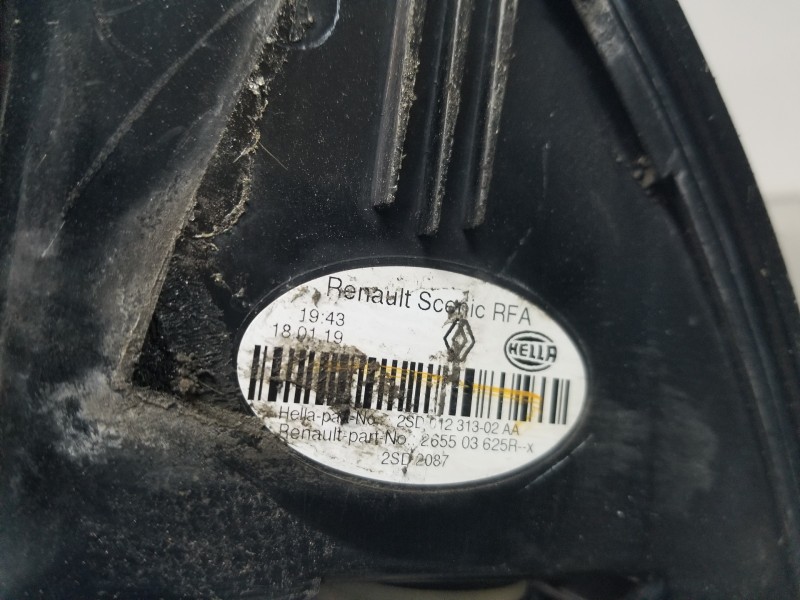 Renault Scenic RFA
19:43
18.01.19
HELLA
Hella-part-No.: 2SD 012 313-02 AA
Renault-part-No.: 2655 03 625R--x
2SD 2087